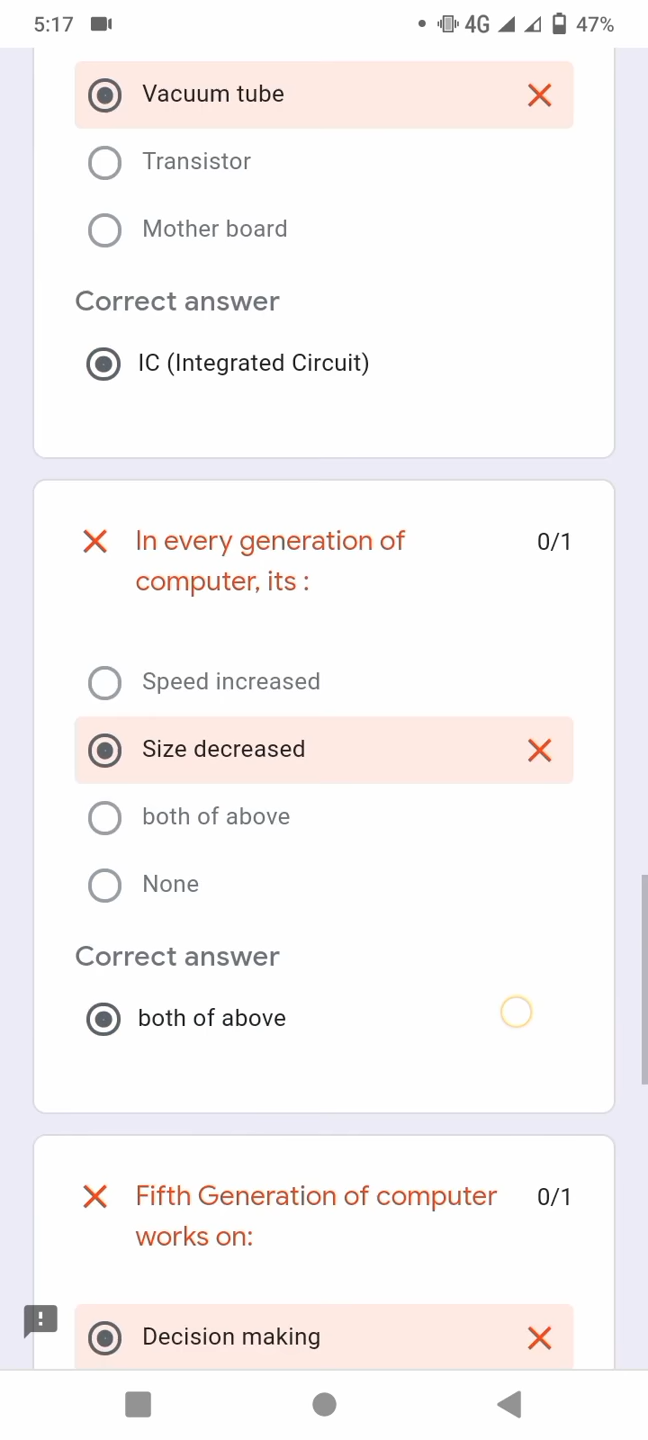 5:17 4G 47%
Vacuum tube
Transistor
Mother board
Correct answer
IC (Integrated Circuit)
In every generation of 0/1
computer, its :
Speed increased
Size decreased
both of above
None
Correct answer
both of above
Fifth Generation of computer 0/1
works on:
Decision making